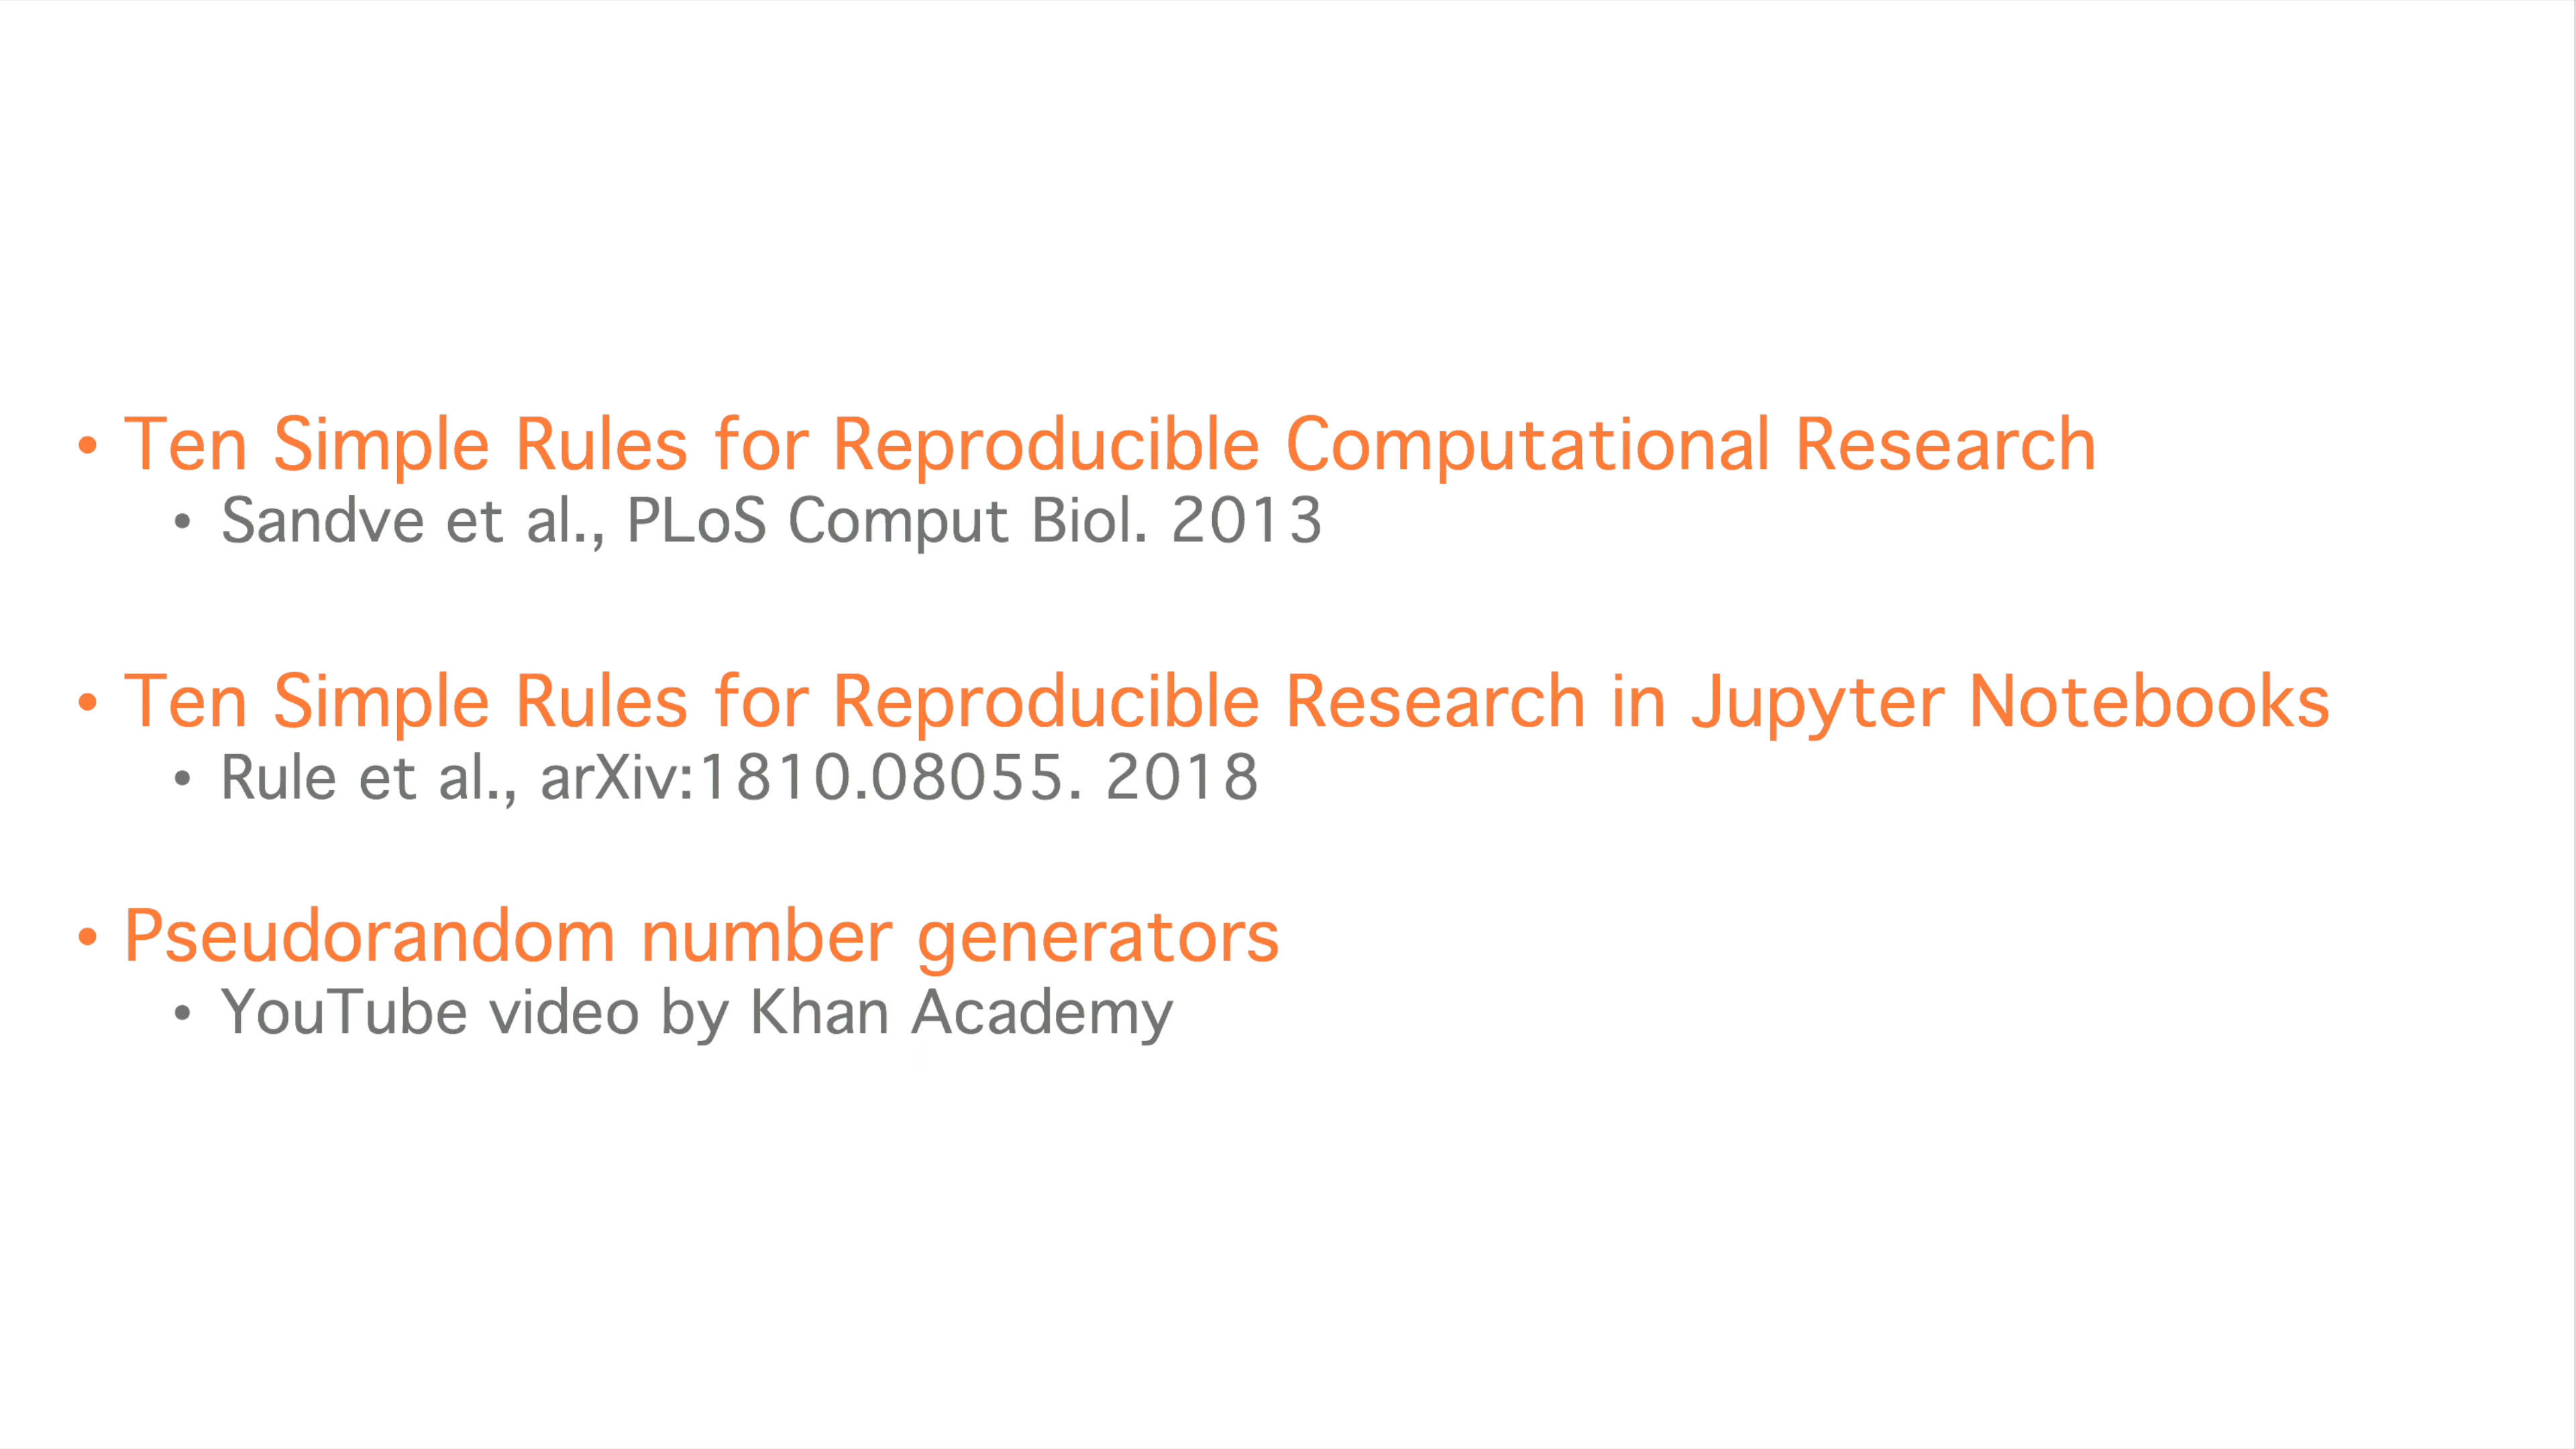 • Ten Simple Rules for Reproducible Computational Research
• Sandve et al., PLoS Comput Biol. 2013
• Ten Simple Rules for Reproducible Research in Jupyter Notebooks
• Rule et al., arXiv:1810.08055. 2018
• Pseudorandom number generators
• YouTube video by Khan Academy